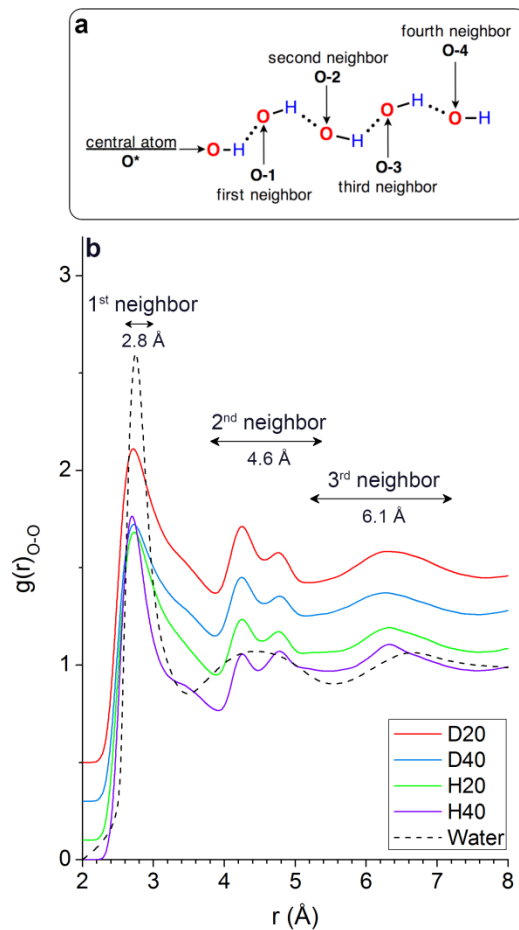 a
fourth neighbor
O-4
second neighbor
O-2
central atom
O*
O H O H O H O H O H
O-1
first neighbor
O-3
third neighbor
b
1st neighbor
2.8 Å
2nd neighbor
4.6 Å
3rd neighbor
6.1 Å
3
2
1
0
g(r)O-O
D20
D40
H20
H40
Water
2 3 4 5 6 7 8
r (Å)